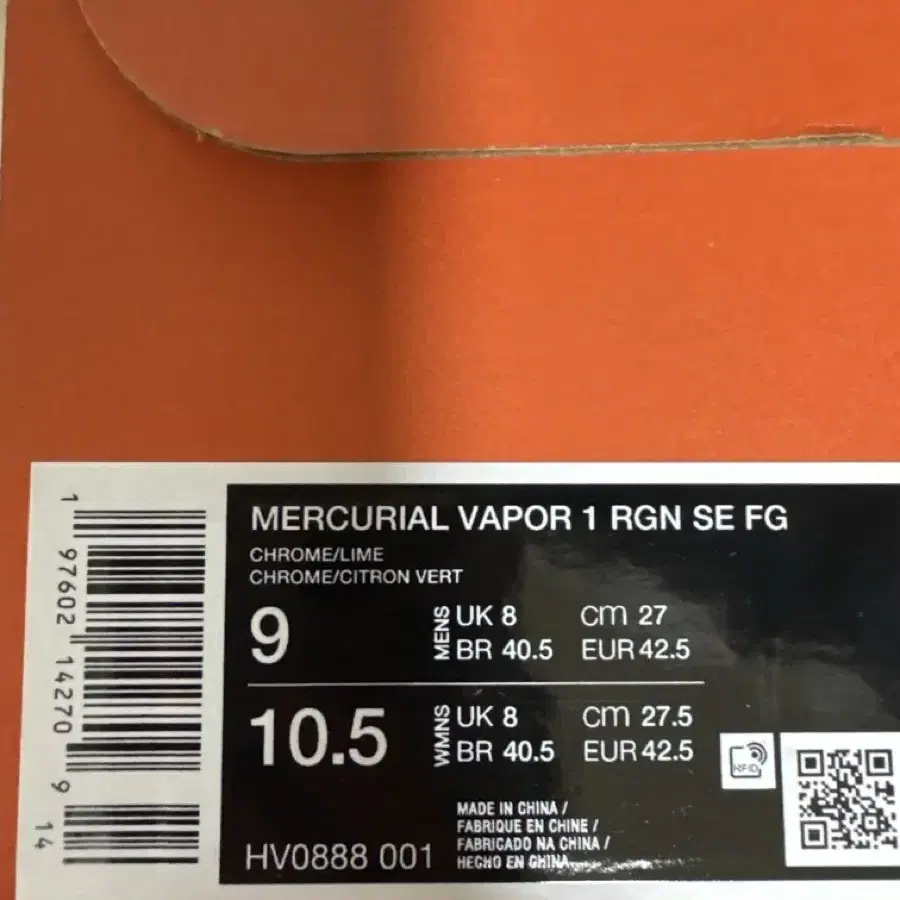 MERCURIAL VAPOR 1 RGN SE FG
CHROME/LIME
CHROME/CITRON VERT
9 MENS UK 8 cm 27
BR 40.5 EUR 42.5
10.5 WMNS UK 8 cm 27.5
BR 40.5 EUR 42.5
RFID
MADE IN CHINA /
FABRIQUE EN CHINE /
FABRICADO NA CHINA /
HECHO EN CHINA
HV0888 001
1 97602 14270 9 14